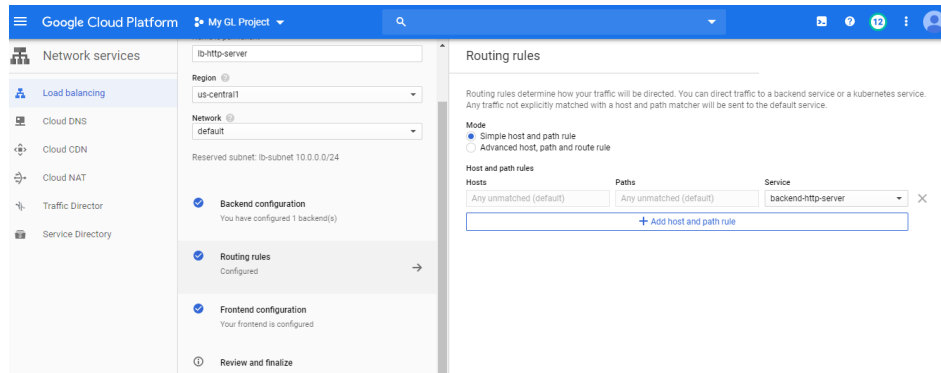 Google Cloud Platform
My GL Project
12
Network services
Load balancing
Cloud DNS
Cloud CDN
Cloud NAT
Traffic Director
Service Directory
lb-http-server
Region
us-central1
Network
default
Reserved subnet: lb-subnet 10.0.0.0/24
Backend configuration
You have configured 1 backend(s)
Routing rules
Configured
Frontend configuration
Your frontend is configured
Review and finalize
Routing rules
Routing rules determine how your traffic will be directed. You can direct traffic to a backend service or a kubernetes service.
Any traffic not explicitly matched with a host and path matcher will be sent to the default service.
Mode
Simple host and path rule
Advanced host, path and route rule
Host and path rules
Hosts Paths Service
Any unmatched (default) Any unmatched (default) backend-http-server
+ Add host and path rule